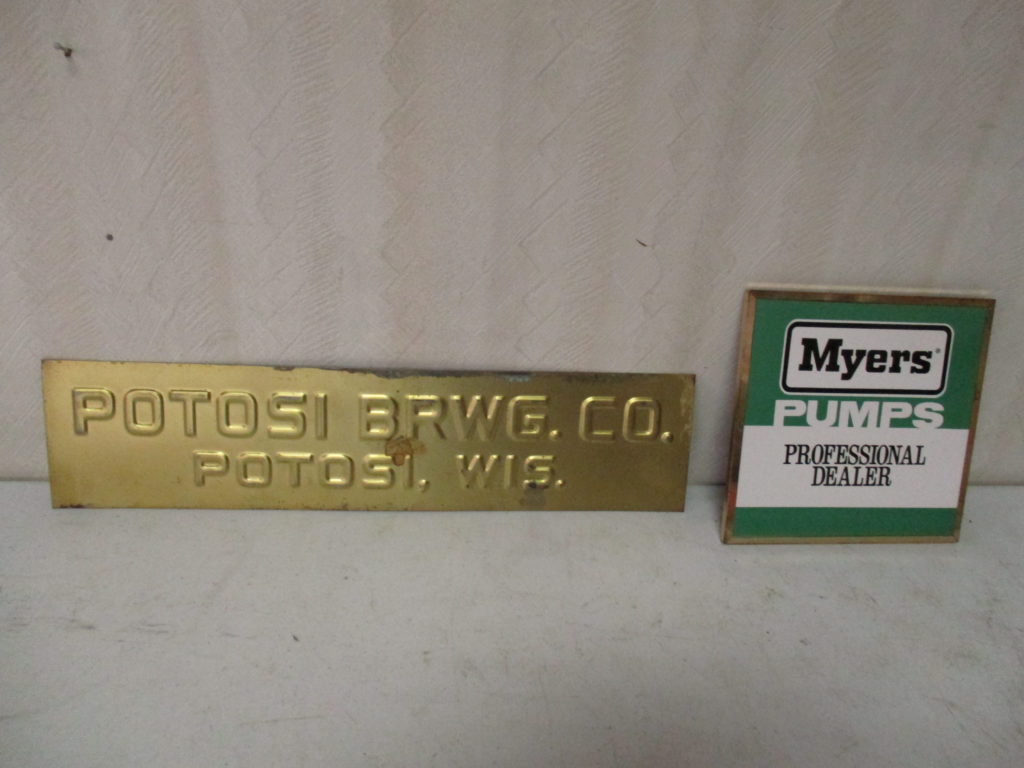 POTOSI BRWG. CO.
POTOSI, WIS.
Myers®
PUMPS
PROFESSIONAL
DEALER